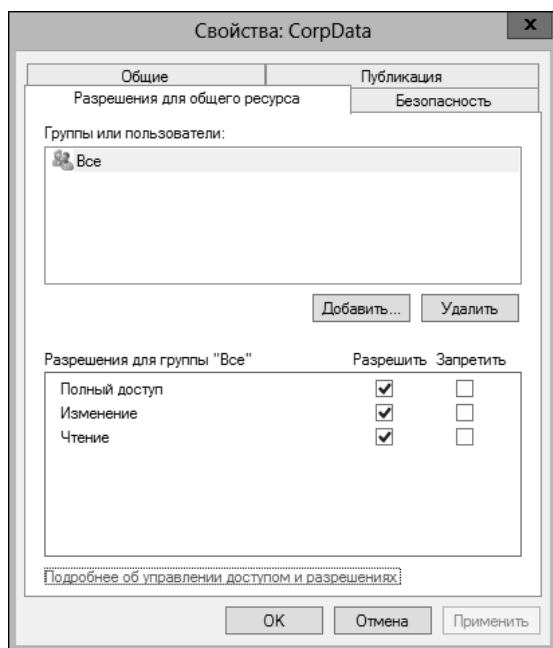 Свойства: CorpData
x
Общие Публикация
Разрешения для общего ресурса Безопасность
Группы или пользователи:
Все
Добавить... Удалить
Разрешения для группы "Все" Разрешить Запретить
Полный доступ
Изменение
Чтение
Подробнее об управлении доступом и разрешениях
OK Отмена Применить